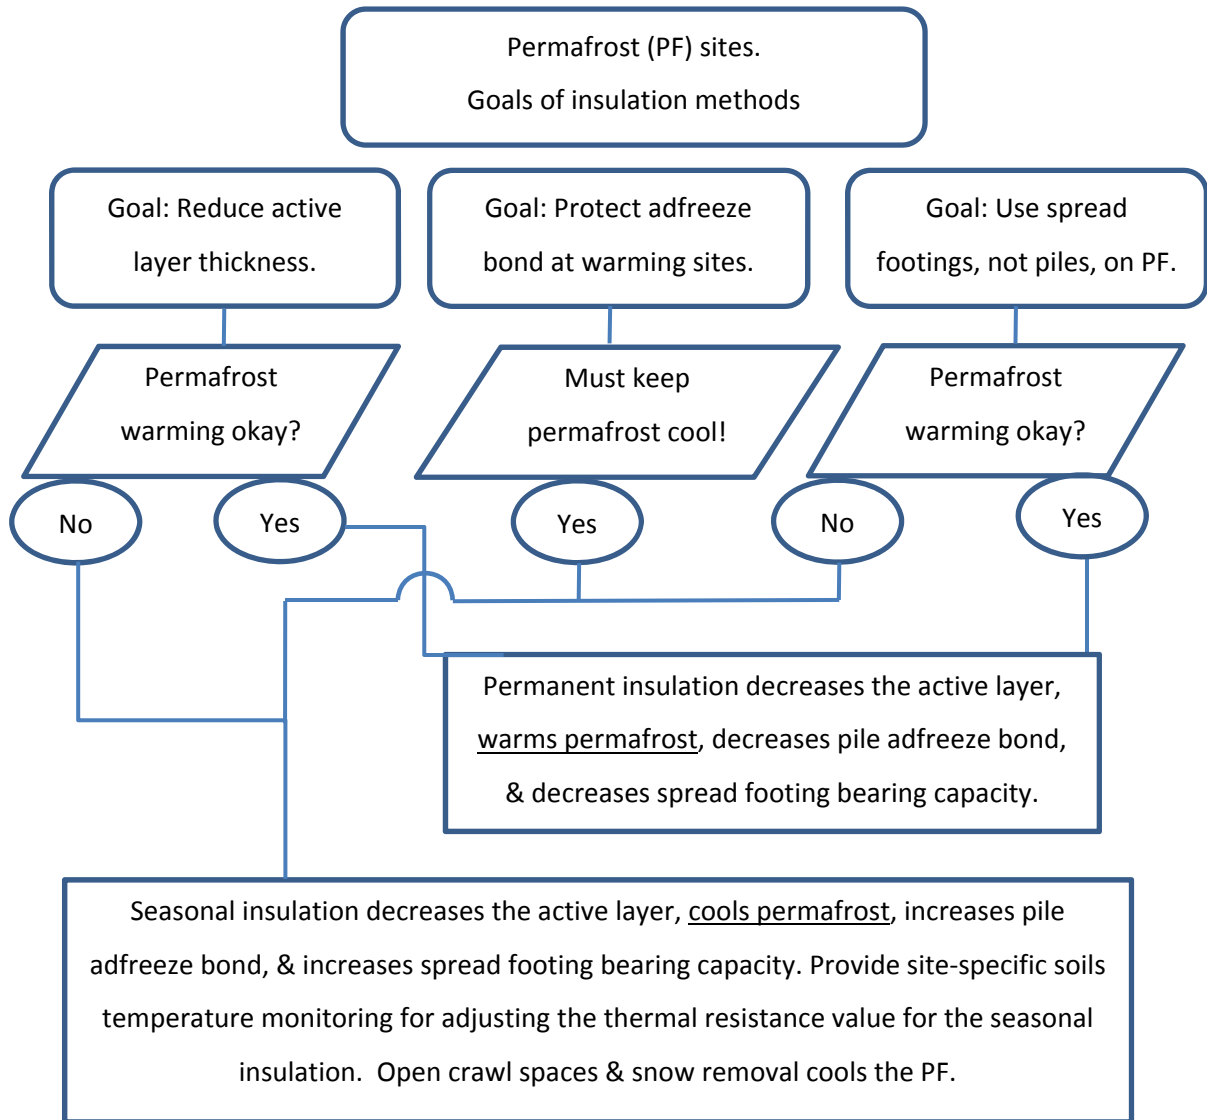 Permafrost (PF) sites.
Goals of insulation methods
Goal: Reduce active
layer thickness.
Goal: Protect adfreeze
bond at warming sites.
Goal: Use spread
footings, not piles, on PF.
Permafrost
warming okay?
Must keep
permafrost cool!
Permafrost
warming okay?
No
Yes
Yes
No
Yes
Permanent insulation decreases the active layer,
warms permafrost, decreases pile adfreeze bond,
& decreases spread footing bearing capacity.
Seasonal insulation decreases the active layer, cools permafrost, increases pile
adfreeze bond, & increases spread footing bearing capacity. Provide site-specific soils
temperature monitoring for adjusting the thermal resistance value for the seasonal
insulation.  Open crawl spaces & snow removal cools the PF.